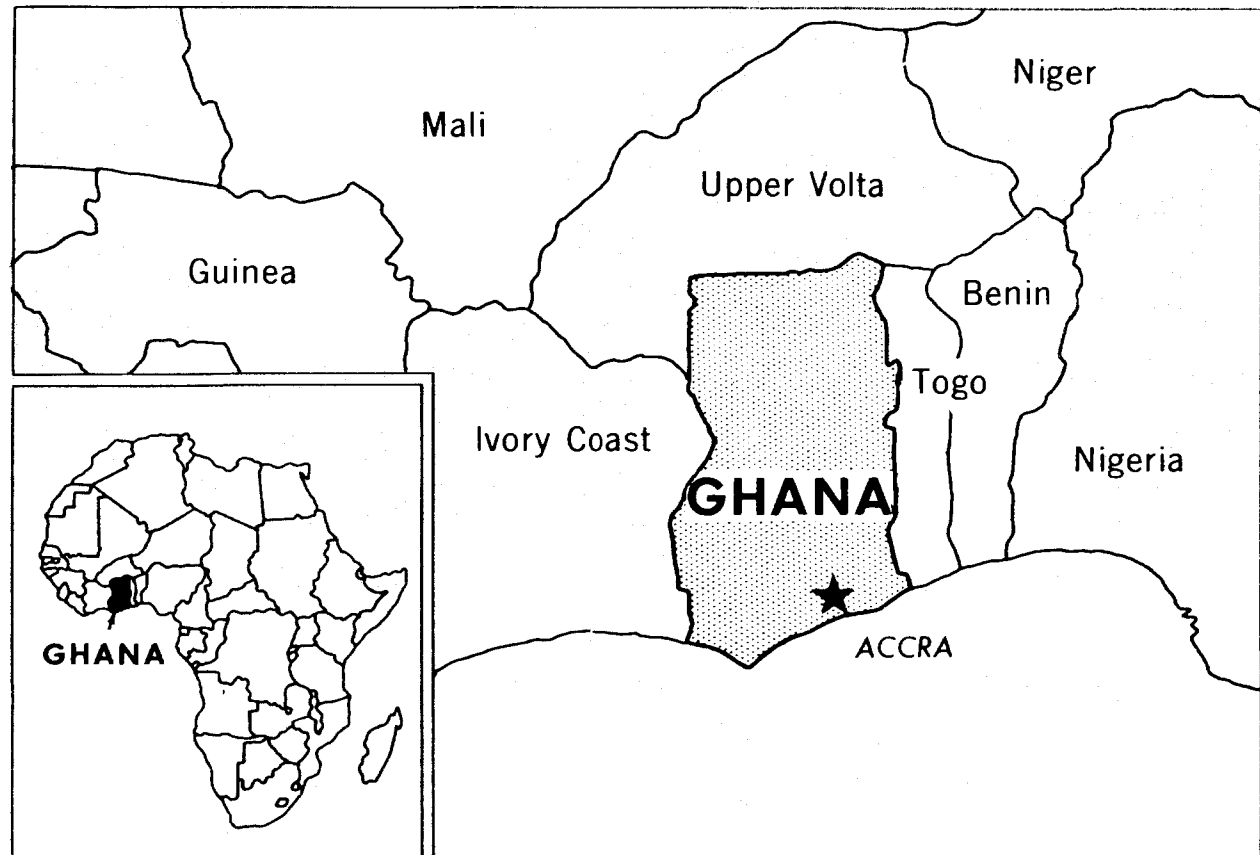 Niger
Mali
Upper Volta
Guinea
Benin
Togo
Ivory Coast
Nigeria
GHANA
ACCRA
GHANA